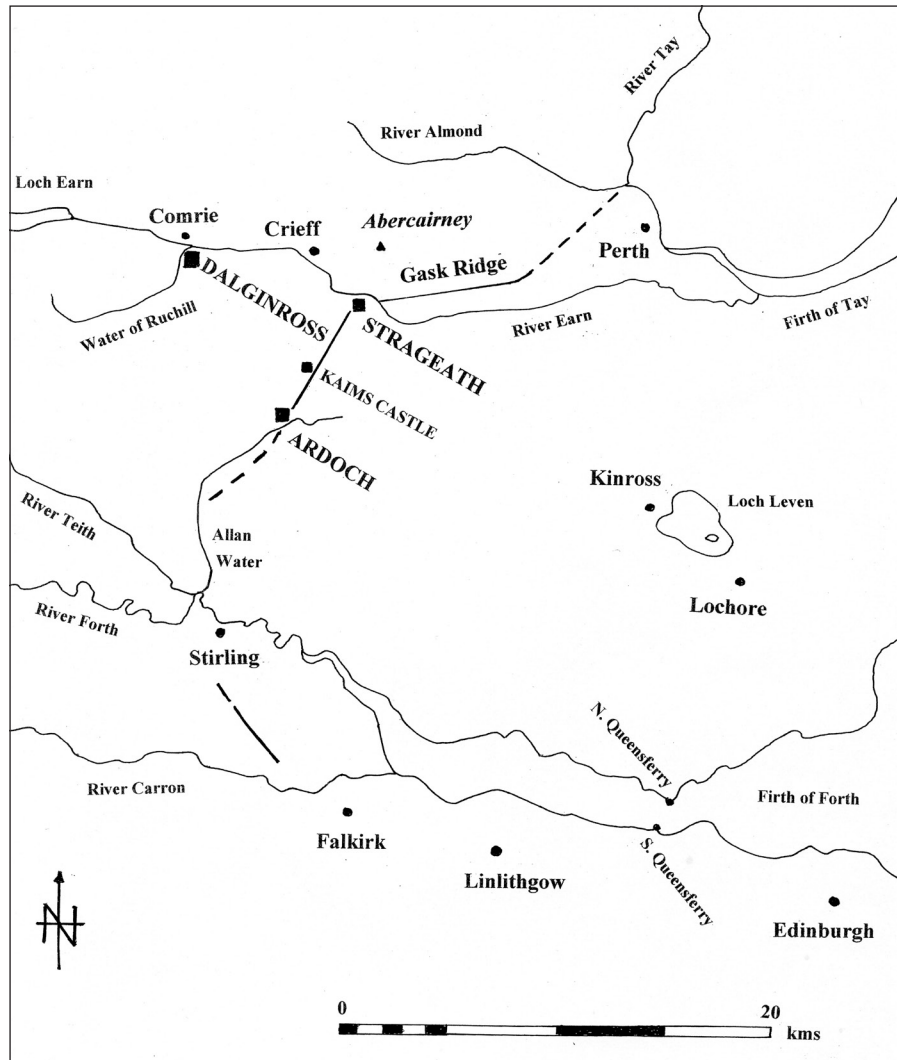 River Tay
River Almond
Loch Earn
Comrie
Crieff
Abercairney
Perth
Gask Ridge
DALGINROSS
Water of Ruchill
STRAGEATH
River Earn
Firth of Tay
KAIMS CASTLE
ARDOCH
Kinross
Loch Leven
River Teith
Allan
Water
Lochore
River Forth
Stirling
N. Queensferry
River Carron
Firth of Forth
Falkirk
S. Queensferry
Linlithgow
N
Edinburgh
0
20
kms